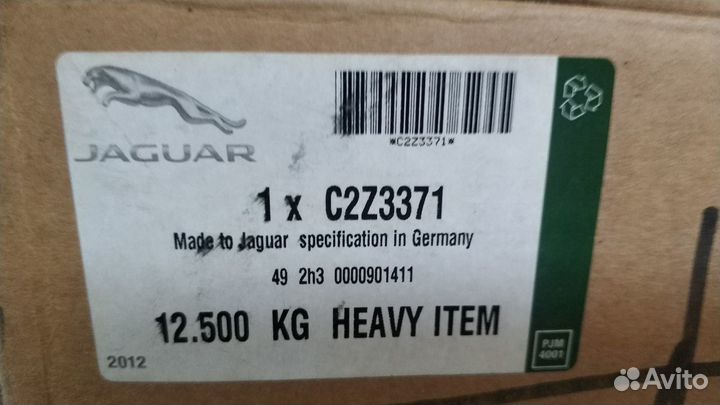 JAGUAR
*C2Z3371*
1 x C2Z3371
Made to Jaguar specification in Germany
49 2h3 0000901411
12.500 KG HEAVY ITEM
2012
PJM
4001
Avito